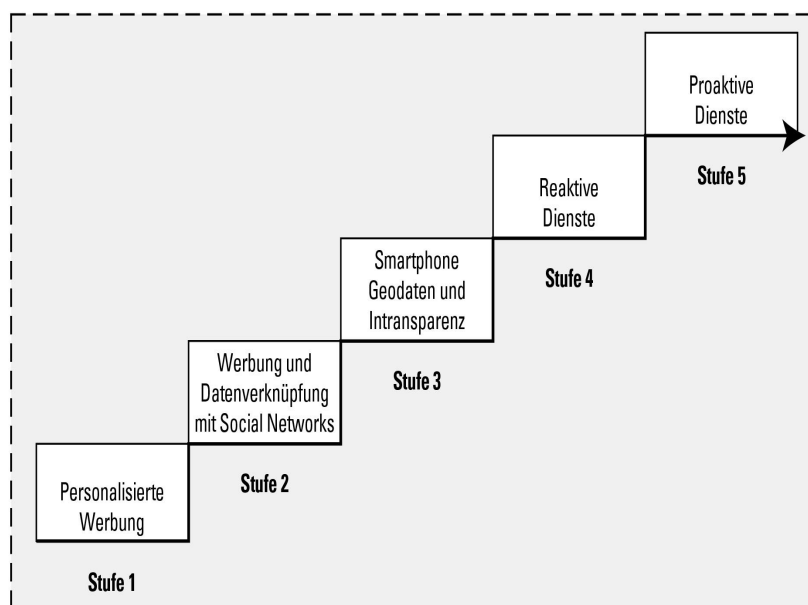 Proaktive
Dienste
Stufe 5
Reaktive
Dienste
Stufe 4
Smartphone
Geodaten und
Intransparenz
Stufe 3
Werbung und
Datenverknüpfung
mit Social Networks
Stufe 2
Personalisierte
Werbung
Stufe 1